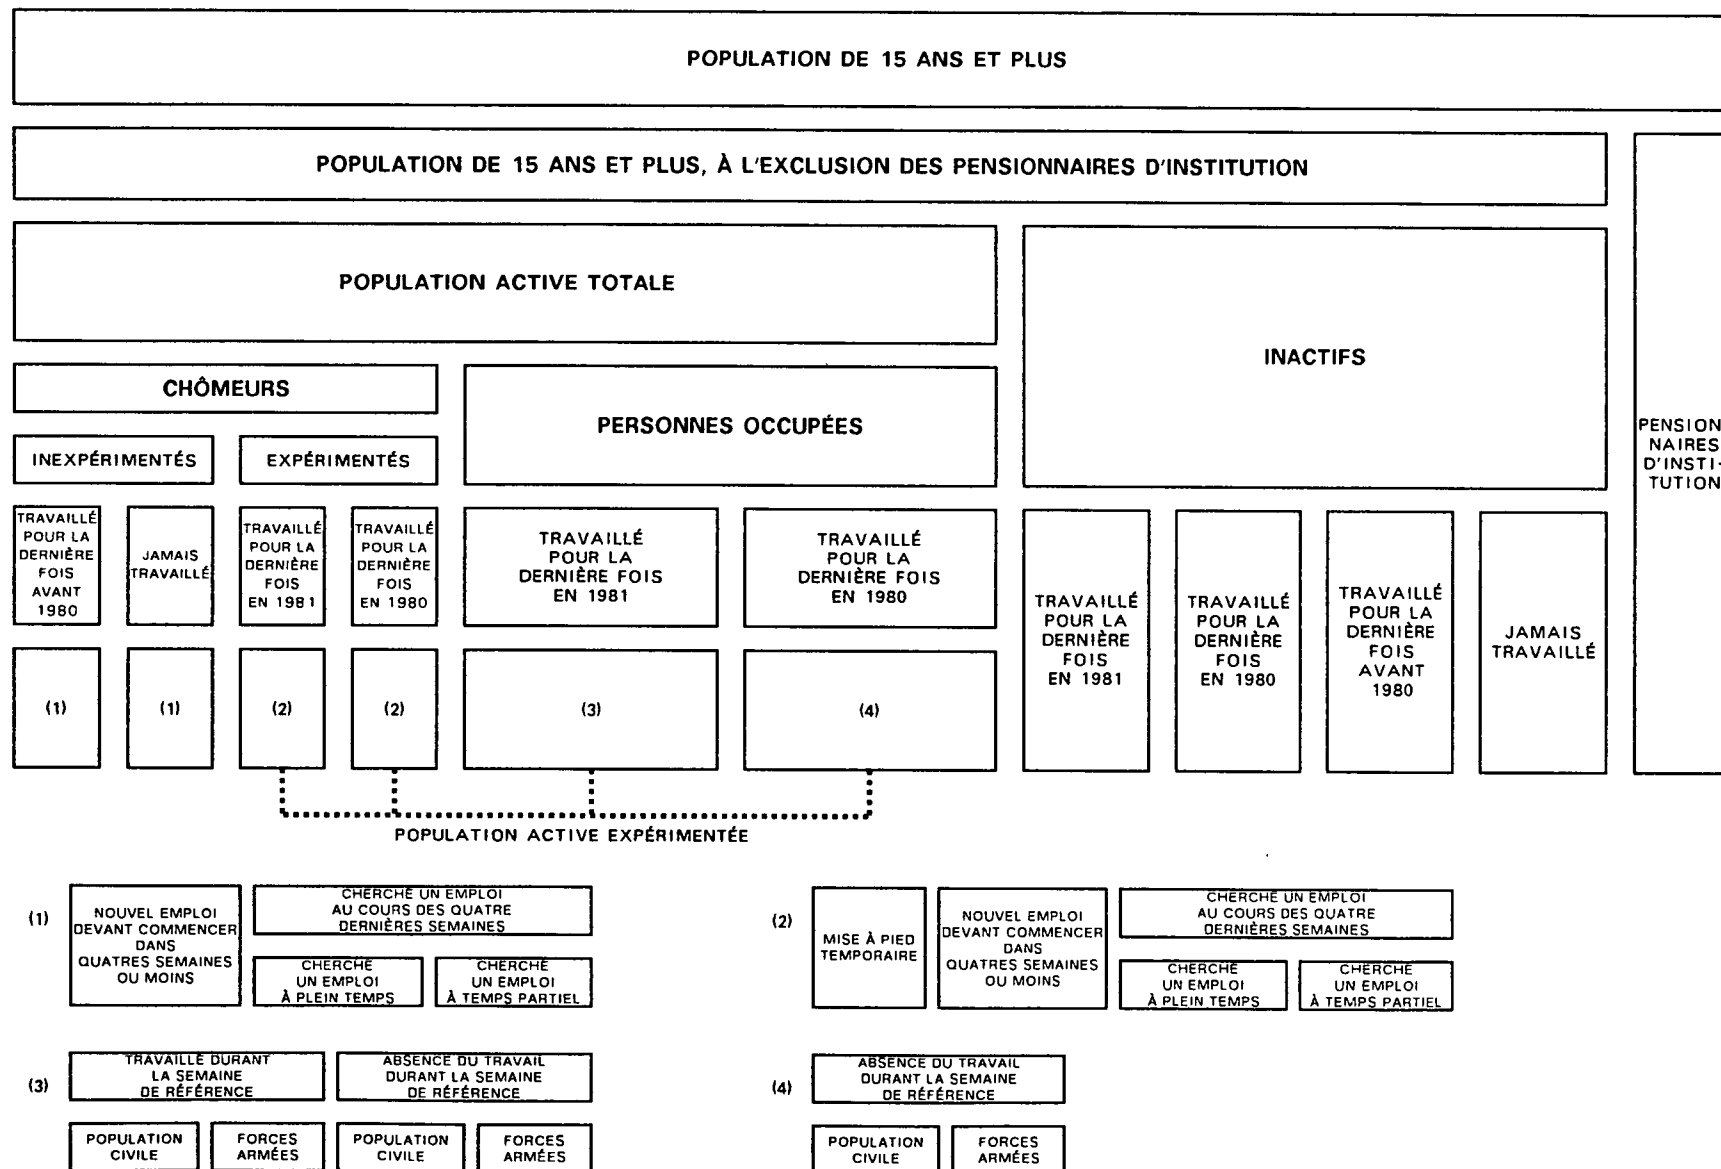 POPULATION DE 15 ANS ET PLUS
POPULATION DE 15 ANS ET PLUS, À L'EXCLUSION DES PENSIONNAIRES D'INSTITUTION
POPULATION ACTIVE TOTALE
INACTIFS
PENSION-
NAIRES
D'INSTI-
TUTION
CHÔMEURS
PERSONNES OCCUPÉES
INEXPÉRIMENTÉS
EXPÉRIMENTÉS
TRAVAILLÉ
POUR LA
DERNIÈRE
FOIS
AVANT
1980
JAMAIS
TRAVAILLÉ
TRAVAILLÉ
POUR LA
DERNIÈRE
FOIS
EN 1981
TRAVAILLÉ
POUR LA
DERNIÈRE
FOIS
EN 1980
TRAVAILLÉ
POUR LA
DERNIÈRE FOIS
EN 1981
TRAVAILLÉ
POUR LA
DERNIÈRE FOIS
EN 1980
TRAVAILLÉ
POUR LA
DERNIÈRE
FOIS
EN 1981
TRAVAILLÉ
POUR LA
DERNIÈRE
FOIS
EN 1980
TRAVAILLÉ
POUR LA
DERNIÈRE
FOIS
AVANT
1980
JAMAIS
TRAVAILLÉ
(1)
(1)
(2)
(2)
(3)
(4)
POPULATION ACTIVE EXPÉRIMENTÉE
(1)
NOUVEL EMPLOI
DEVANT COMMENCER
DANS
QUATRES SEMAINES
OU MOINS
CHERCHÉ UN EMPLOI
AU COURS DES QUATRE
DERNIÈRES SEMAINES
CHERCHÉ
UN EMPLOI
À PLEIN TEMPS
CHERCHÉ
UN EMPLOI
À TEMPS PARTIEL
(2)
MISE À PIED
TEMPORAIRE
NOUVEL EMPLOI
DEVANT COMMENCER
DANS
QUATRES SEMAINES
OU MOINS
CHERCHÉ UN EMPLOI
AU COURS DES QUATRE
DERNIÈRES SEMAINES
CHERCHÉ
UN EMPLOI
À PLEIN TEMPS
CHERCHÉ
UN EMPLOI
À TEMPS PARTIEL
(3)
TRAVAILLÉ DURANT
LA SEMAINE
DE RÉFÉRENCE
ABSENCE DU TRAVAIL
DURANT LA SEMAINE
DE RÉFÉRENCE
POPULATION
CIVILE
FORCES
ARMÉES
POPULATION
CIVILE
FORCES
ARMÉES
(4)
ABSENCE DU TRAVAIL
DURANT LA SEMAINE
DE RÉFÉRENCE
POPULATION
CIVILE
FORCES
ARMÉES